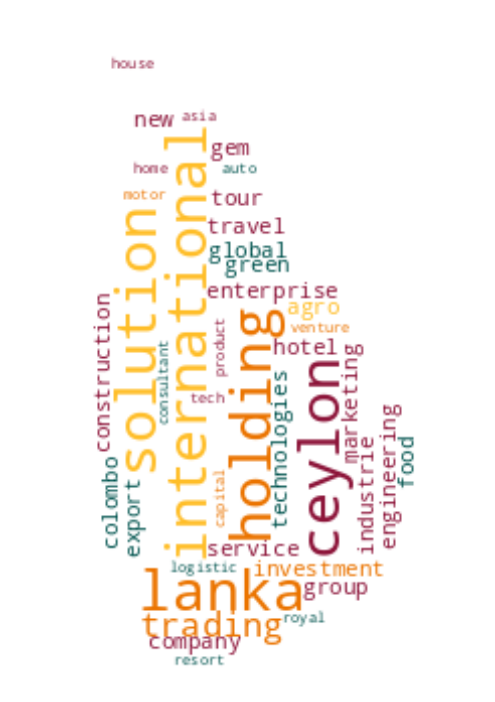 house
new
asia
gem
home
auto
motor
tour
travel
global
green
enterprise
international
solution
construction
consultant
product
agro
venture
holding
hotel
tech
ceylon
marketing
technologies
industrie
engineering
food
colombo
export
capital
service
logistic
investment
lanka
group
trading
royal
company
resort